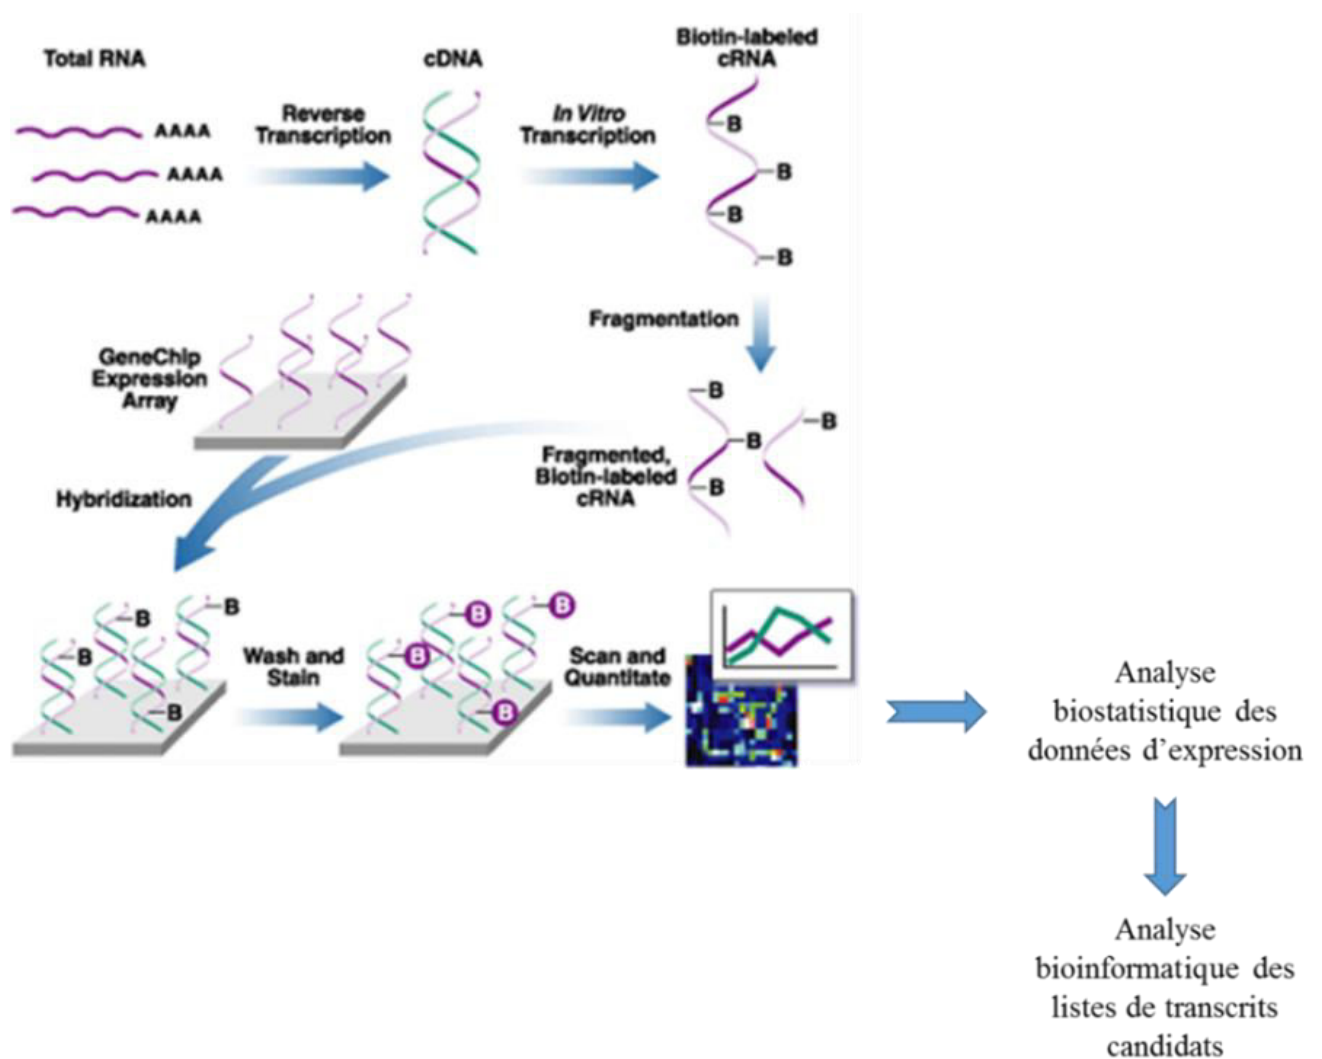 Total RNA
AAAA
AAAA
AAAA
Reverse
Transcription
cDNA
In Vitro
Transcription
Biotin-labeled
cRNA
B
B
B
B
Fragmentation
B
B
B
B
Fragmented,
Biotin-labeled
cRNA
GeneChip
Expression
Array
Hybridization
B
B
B
B
Wash and
Stain
B
B
B
B
Scan and
Quantitate
Analyse
biostatistique des
données d’expression
Analyse
bioinformatique des
listes de transcrits
candidats